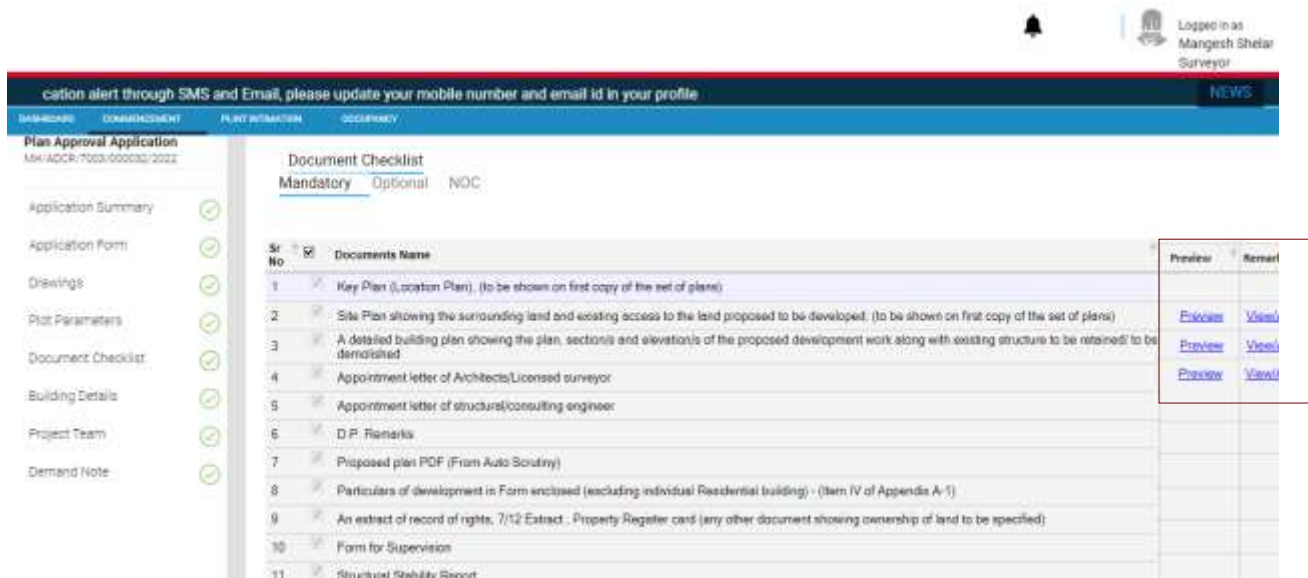 Logged in as
Mangesh Shelar
Surveyor
cation alert through SMS and Email, please update your mobile number and email id in your profile
NEWS
DASHBOARD COMMENCEMENT PLINT INTIMATION OCCUPANCY
Plan Approval Application
MH/ADCR/7003/000032/2022
Application Summary
Application Form
Drawings
Plot Parameters
Document Checklist
Building Details
Project Team
Demand Note
Document Checklist
Mandatory Optional NOC
Sr No Documents Name Preview Remark
1 Key Plan (Location Plan), (to be shown on first copy of the set of plans)
2 Site Plan showing the surrounding land and existing access to the land proposed to be developed. (to be shown on first copy of the set of plans) Preview View/
3 A detailed building plan showing the plan, section/s and elevation/s of the proposed development work along with existing structure to be retained/ to be Preview View/
demolished
4 Appointment letter of Architects/Licensed surveyor Preview View/
5 Appointment letter of structural/consulting engineer
6 D.P. Remarks
7 Proposed plan PDF (From Auto Scrutiny)
8 Particulars of development in Form enclosed (excluding individual Residential building) - (Item IV of Appendix A-1)
9 An extract of record of rights, 7/12 Extract : Property Register card (any other document showing ownership of land to be specified)
10 Form for Supervision
11 Structural Stability Report